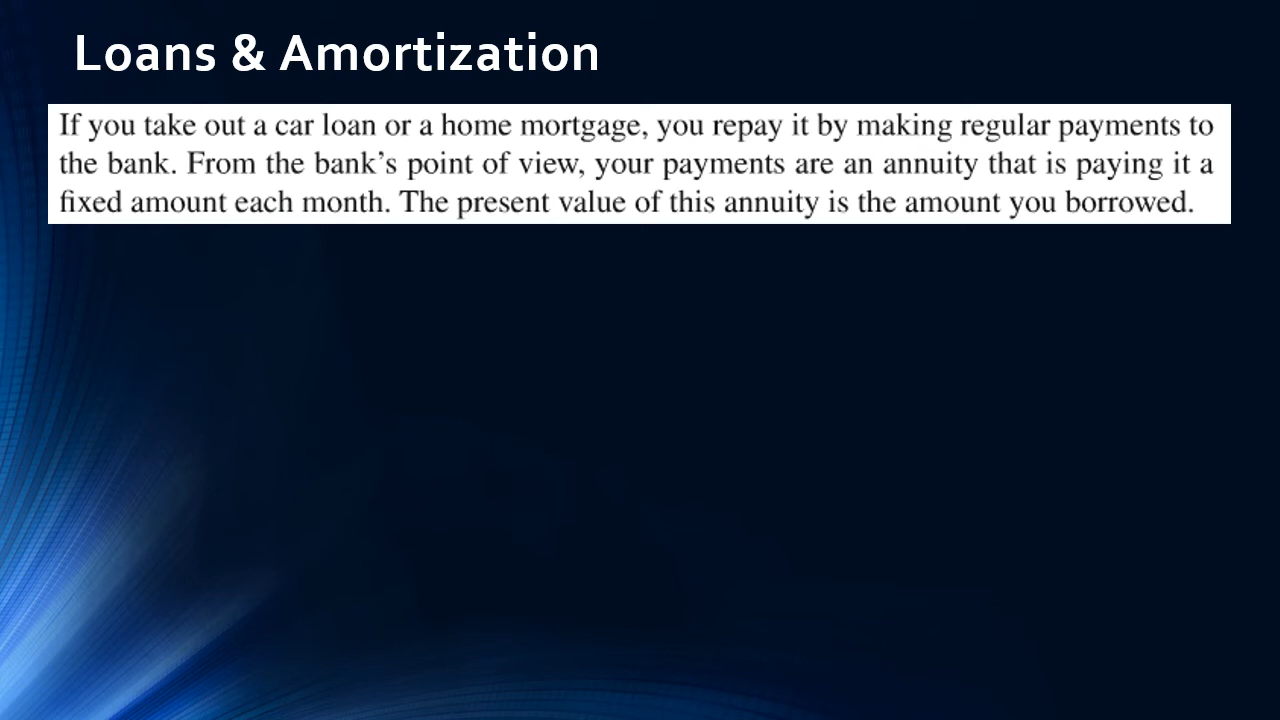 Loans & Amortization
If you take out a car loan or a home mortgage, you repay it by making regular payments to
the bank. From the bank’s point of view, your payments are an annuity that is paying it a
fixed amount each month. The present value of this annuity is the amount you borrowed.